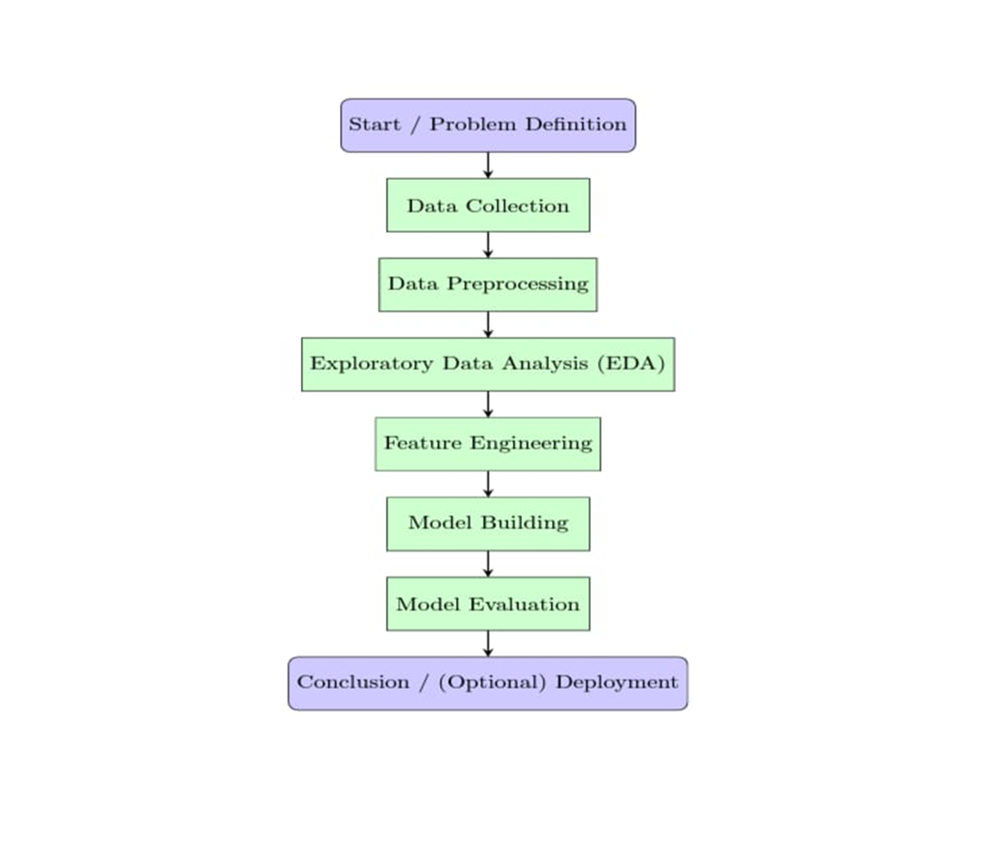 Start / Problem Definition
Data Collection
Data Preprocessing
Exploratory Data Analysis (EDA)
Feature Engineering
Model Building
Model Evaluation
Conclusion / (Optional) Deployment